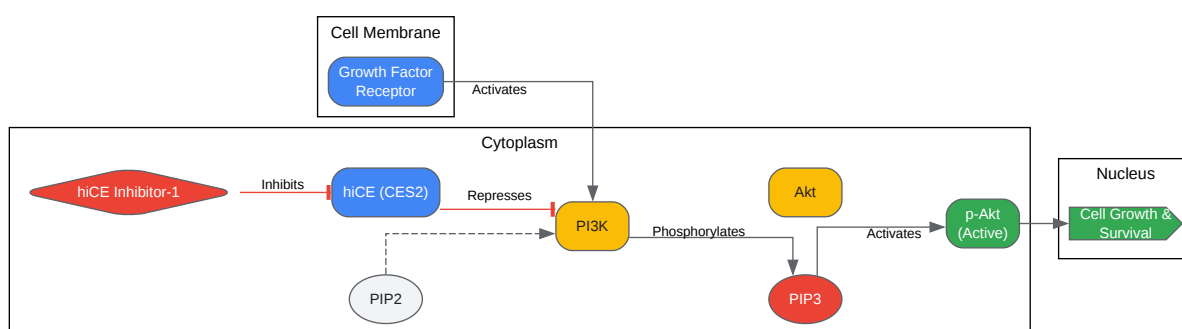 Cell Membrane
Growth Factor
Receptor
Activates
Cytoplasm
hiCE Inhibitor-1
Inhibits
hiCE (CES2)
Represses
PI3K
Phosphorylates
Akt
PIP2
PIP3
Activates
p-Akt
(Active)
Nucleus
Cell Growth &
Survival